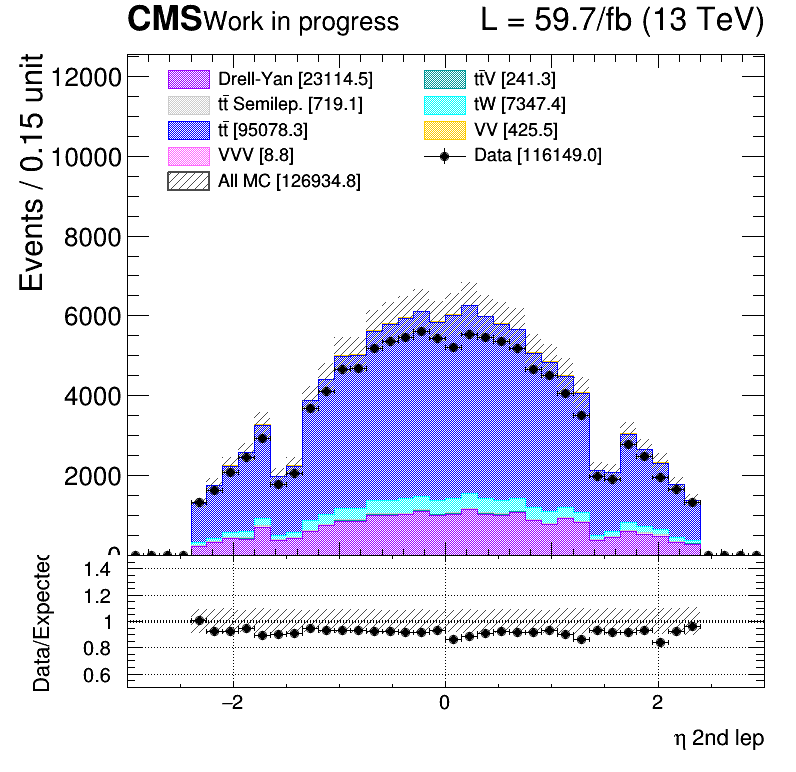 CMS Work in progress L = 59.7/fb (13 TeV)
Events / 0.15 unit
12000
10000
8000
6000
4000
2000
0
Drell-Yan [23114.5]
tt̄ Semilep. [719.1]
tt̄ [95078.3]
VVV [8.8]
All MC [126934.8]
tt̄V [241.3]
tW [7347.4]
VV [425.5]
Data [116149.0]
Data/Expected
1.4
1.2
1
0.8
0.6
−2 0 2
η 2nd lep